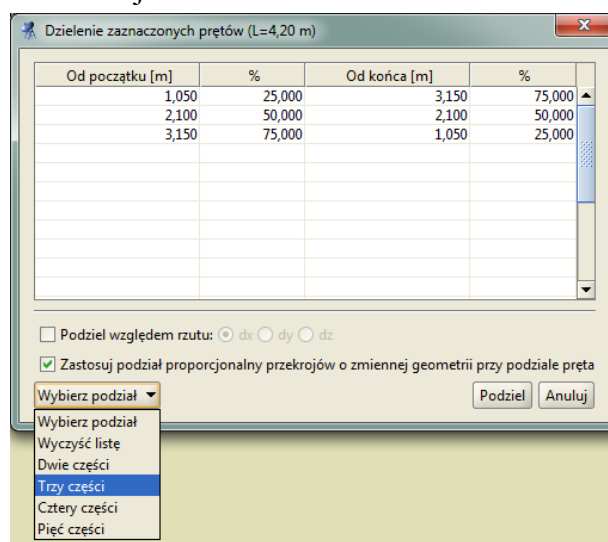 Dzielenie zaznaczonych prętów (L=4,20 m)
Od początku [m] % Od końca [m] %
1,050 25,000 3,150 75,000
2,100 50,000 2,100 50,000
3,150 75,000 1,050 25,000
Podziel względem rzutu: dx dy dz
Zastosuj podział proporcjonalny przekrojów o zmiennej geometrii przy podziale pręta
Wybierz podział Podziel Anuluj
Wybierz podział
Wyczyść listę
Dwie części
Trzy części
Cztery części
Pięć części